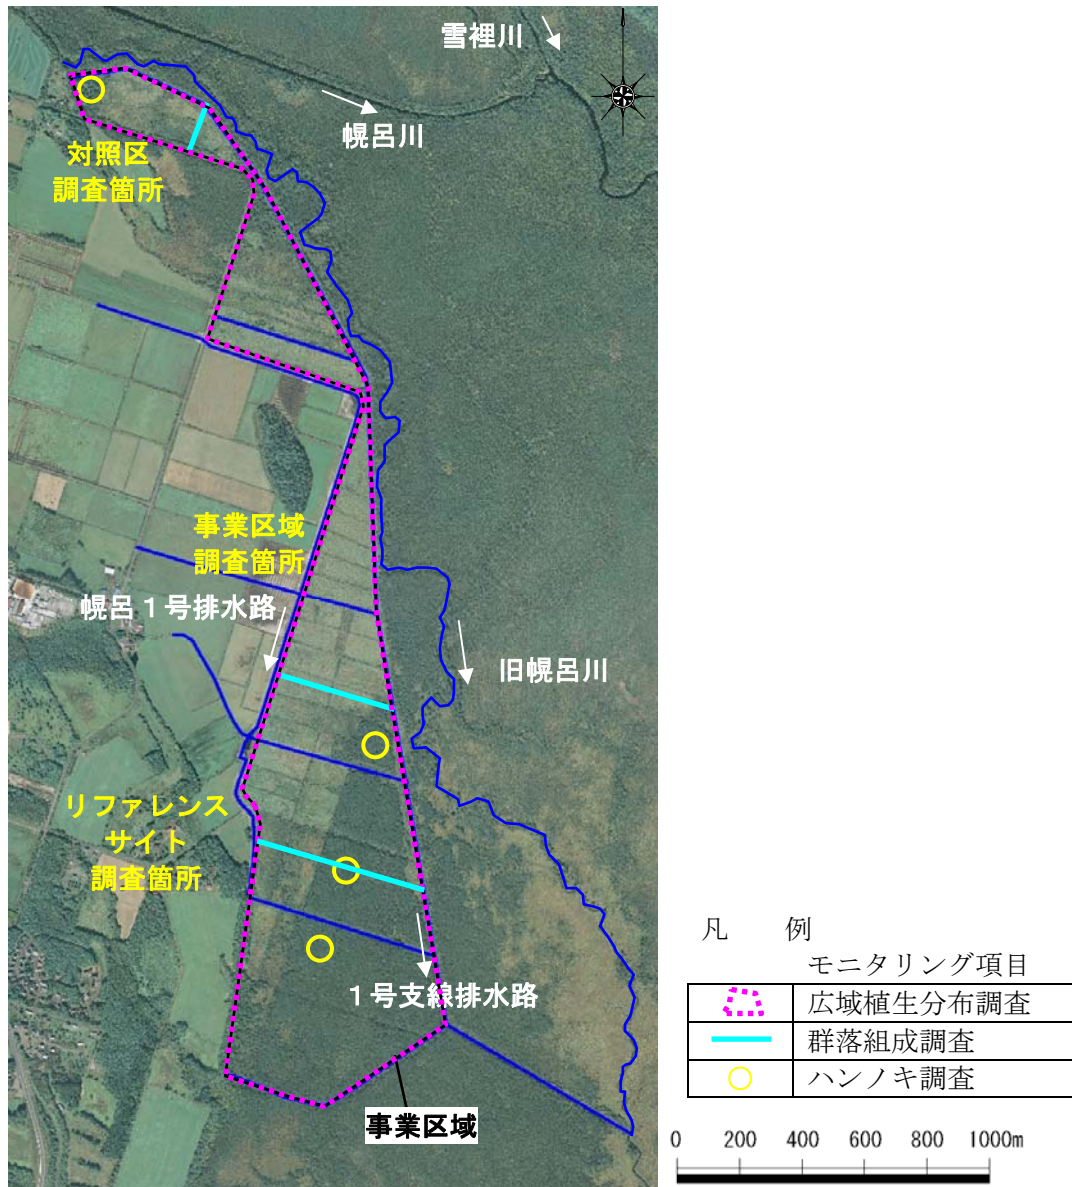 雪裡川
幌呂川
対照区
調査箇所
事業区域
調査箇所
幌呂１号排水路
旧幌呂川
リファレンス
サイト
調査箇所
１号支線排水路
事業区域
凡　例
モニタリング項目
広域植生分布調査
群落組成調査
ハンノキ調査
0 200 400 600 800 1000m